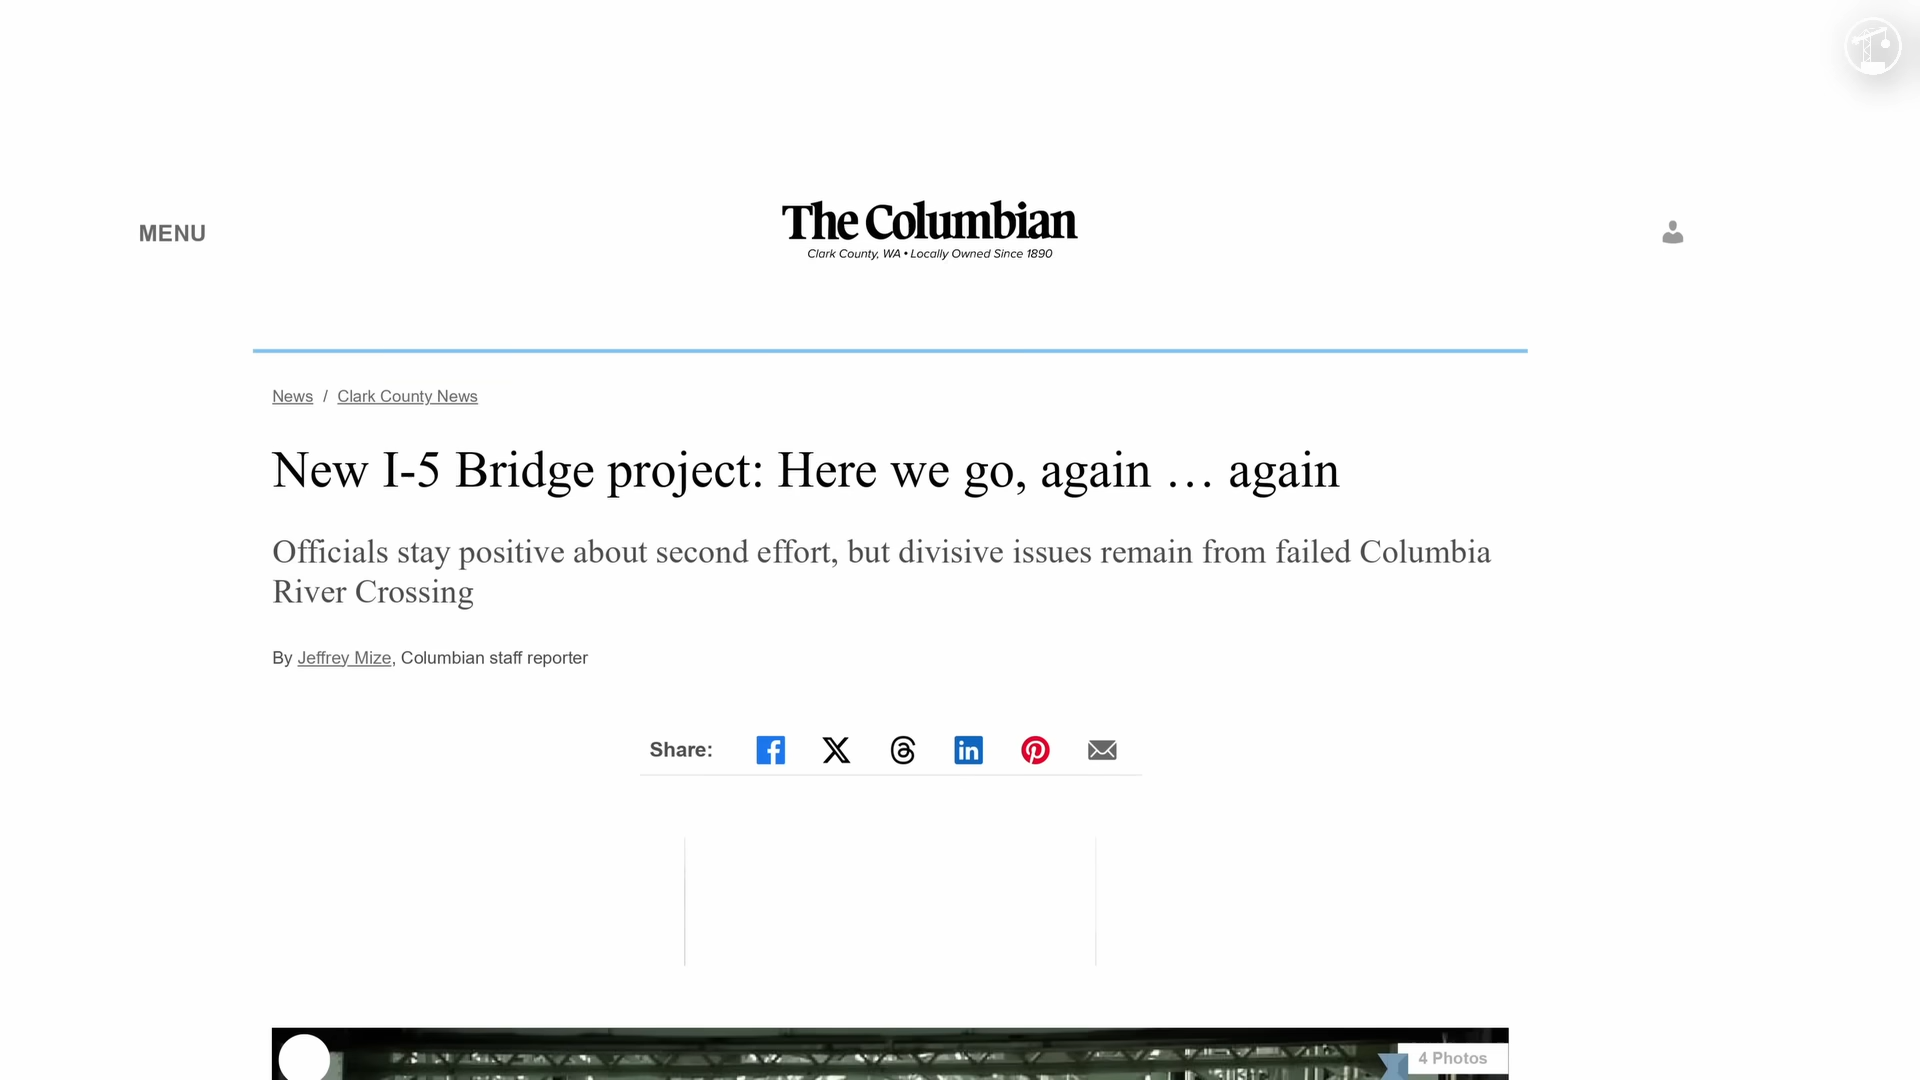 MENU
The Columbian
Clark County, WA • Locally Owned Since 1890
News / Clark County News
New I-5 Bridge project: Here we go, again … again
Officials stay positive about second effort, but divisive issues remain from failed Columbia
River Crossing
By Jeffrey Mize, Columbian staff reporter
Share:
4 Photos